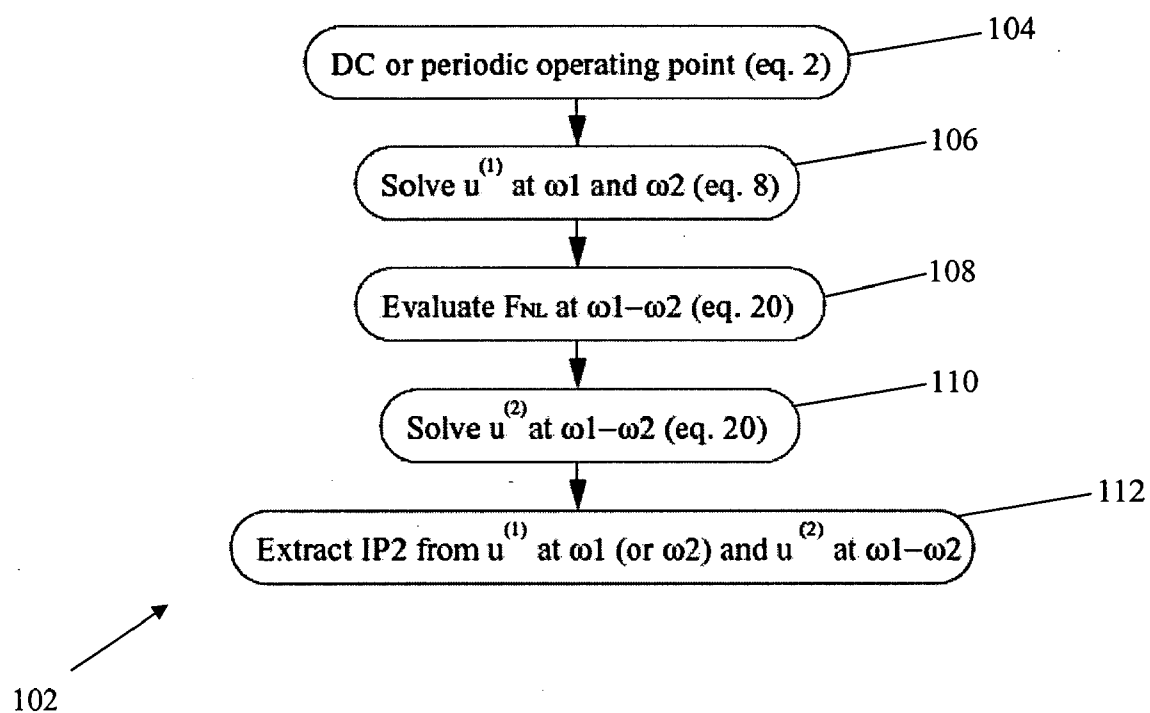 DC or periodic operating point (eq. 2)
104
Solve u(1) at ω1 and ω2 (eq. 8)
106
Evaluate FNL at ω1−ω2 (eq. 20)
108
Solve u(2) at ω1−ω2 (eq. 20)
110
Extract IP2 from u(1) at ω1 (or ω2) and u(2) at ω1−ω2
112
102